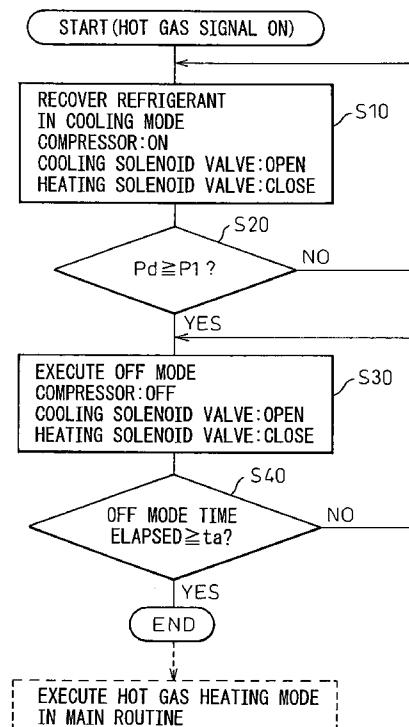 START(HOT GAS SIGNAL ON)
RECOVER REFRIGERANT
IN COOLING MODE
COMPRESSOR:ON
COOLING SOLENOID VALVE:OPEN
HEATING SOLENOID VALVE:CLOSE
S10
S20
Pd≧P1?
NO
YES
EXECUTE OFF MODE
COMPRESSOR:OFF
COOLING SOLENOID VALVE:OPEN
HEATING SOLENOID VALVE:CLOSE
S30
S40
OFF MODE TIME
ELAPSED≧ta?
NO
YES
END
EXECUTE HOT GAS HEATING MODE
IN MAIN ROUTINE